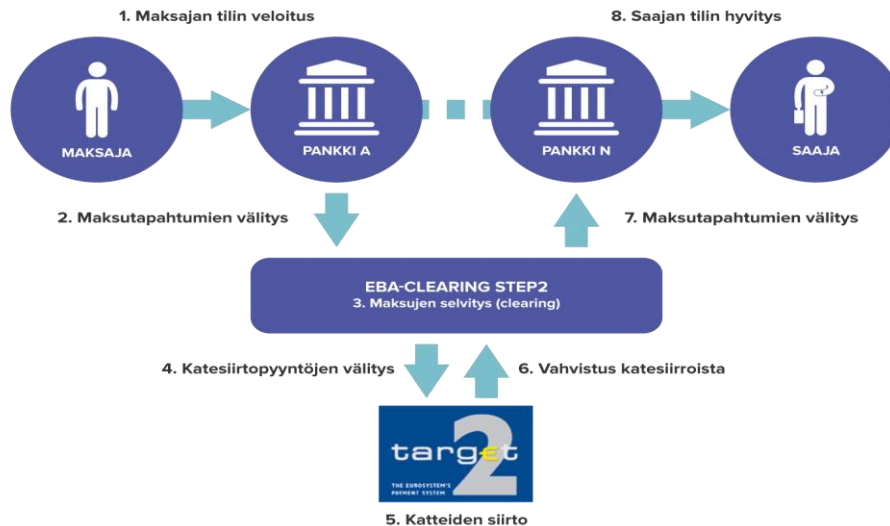 1. Maksajan tilin veloitus
8. Saajan tilin hyvitys
MAKSAJA
PANKKI A
PANKKI N
SAAJA
2. Maksutapahtumien välitys
7. Maksutapahtumien välitys
EBA-CLEARING STEP2
3. Maksujen selvitys (clearing)
4. Katesiirtopyyntöjen välitys
6. Vahvistus katesiirroista
target
2
THE EUROSYSTEM'S
PAYMENT SYSTEM
5. Katteiden siirto